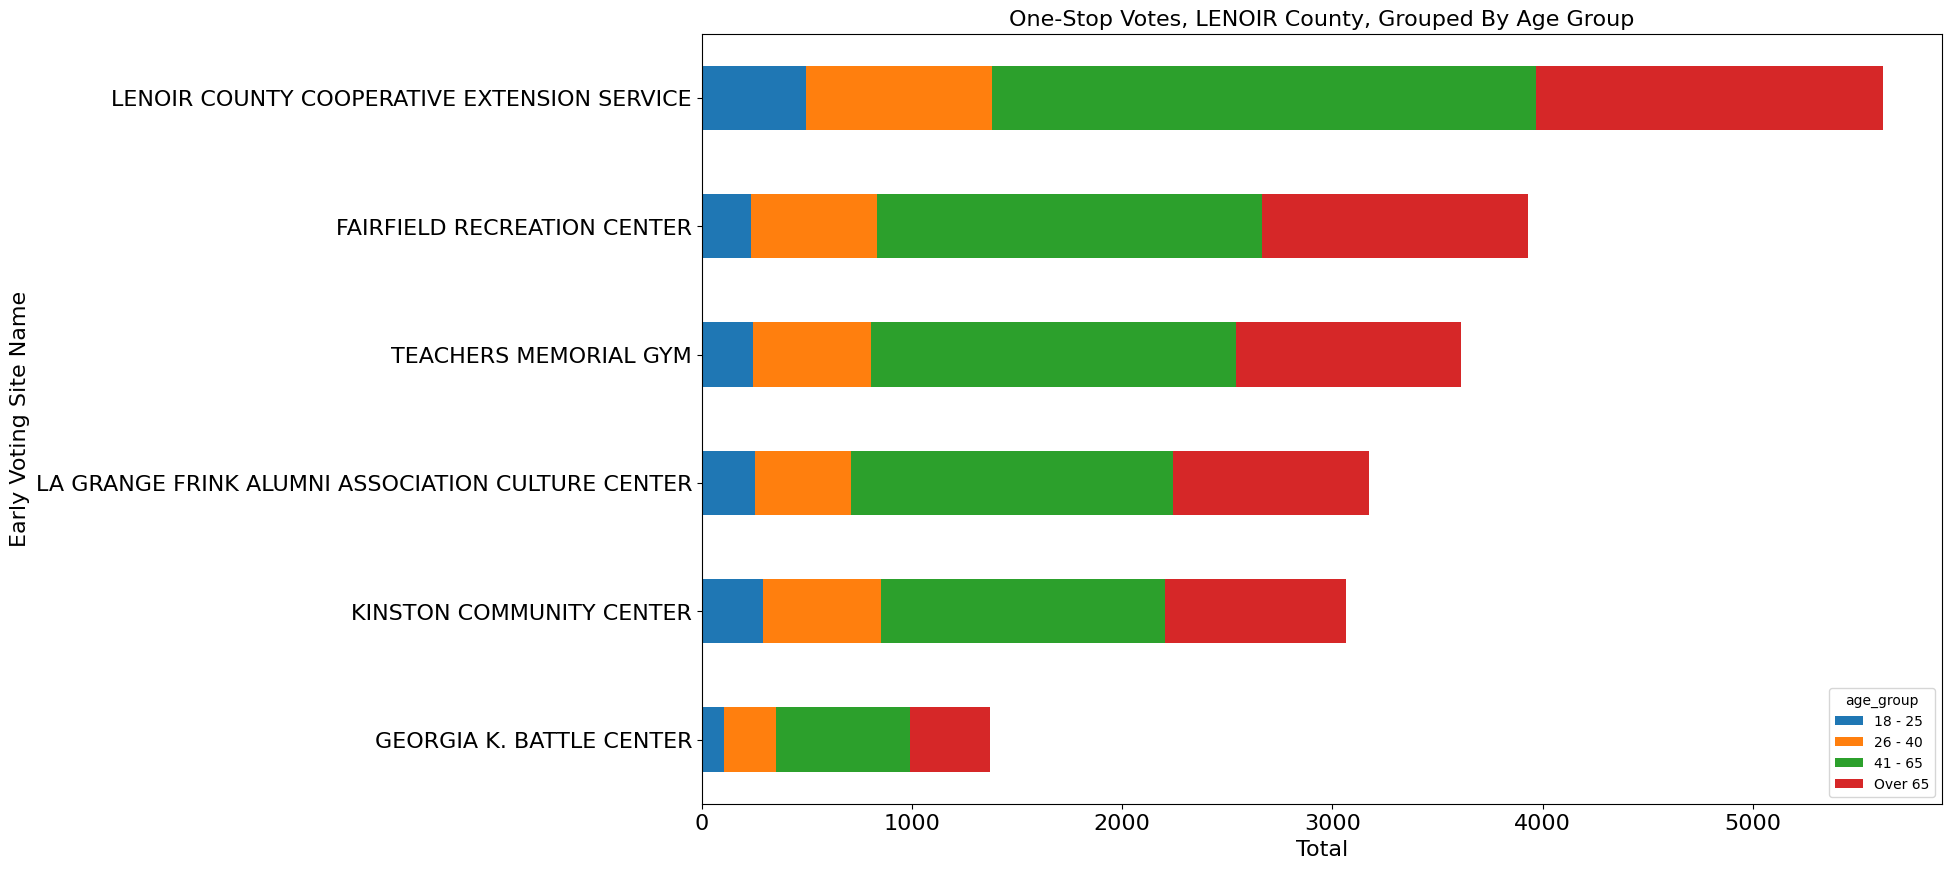 One-Stop Votes, LENOIR County, Grouped By Age Group
Early Voting Site Name
LENOIR COUNTY COOPERATIVE EXTENSION SERVICE
FAIRFIELD RECREATION CENTER
TEACHERS MEMORIAL GYM
LA GRANGE FRINK ALUMNI ASSOCIATION CULTURE CENTER
KINSTON COMMUNITY CENTER
GEORGIA K. BATTLE CENTER
age_group
18 - 25
26 - 40
41 - 65
Over 65
0 1000 2000 3000 4000 5000
Total